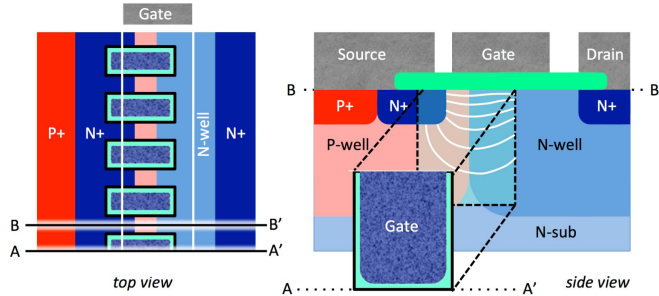 Gate
P+
N+
N-well
N+
B
B'
A
A'
top view
Source
Gate
Drain
B
B'
P+
N+
N+
P-well
N-well
Gate
N-sub
A
A'
side view